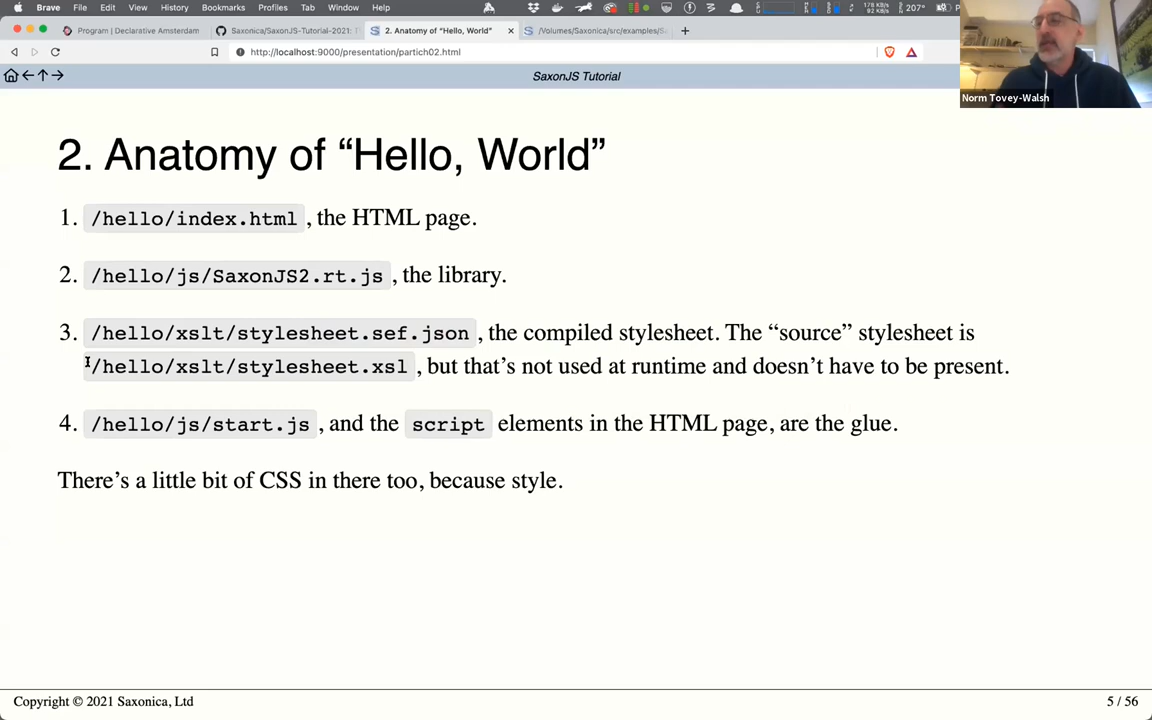 Brave File Edit View History Bookmarks Profiles Tab Window Help 178 KB/s 92 KB/s 207°
Program | Declarative Amsterdam Saxonica/SaxonJS-Tutorial-2021: 2. Anatomy of “Hello, World” /Volumes/Saxonica/src/examples/S
http://localhost:9000/presentation/partich02.html
SaxonJS Tutorial
Norm Tovey-Walsh
2. Anatomy of “Hello, World”
1. /hello/index.html, the HTML page.
2. /hello/js/SaxonJS2.rt.js, the library.
3. /hello/xslt/stylesheet.sef.json, the compiled stylesheet. The “source” stylesheet is
/hello/xslt/stylesheet.xsl, but that’s not used at runtime and doesn’t have to be present.
4. /hello/js/start.js, and the script elements in the HTML page, are the glue.
There’s a little bit of CSS in there too, because style.
Copyright © 2021 Saxonica, Ltd 5 / 56